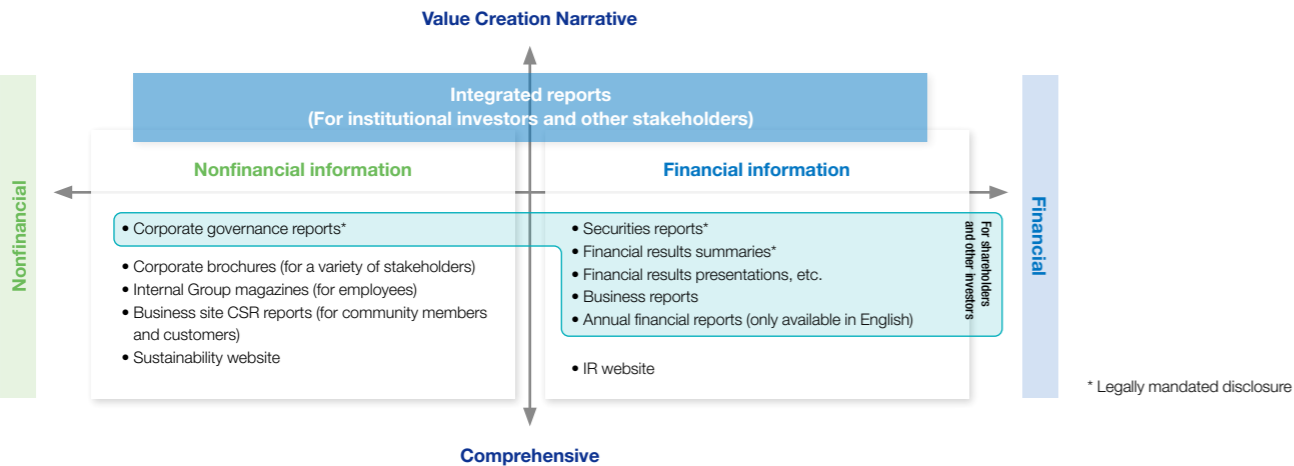 Value Creation Narrative
Integrated reports
(For institutional investors and other stakeholders)
Nonfinancial
Nonfinancial information
• Corporate governance reports*
• Corporate brochures (for a variety of stakeholders)
• Internal Group magazines (for employees)
• Business site CSR reports (for community members
and customers)
• Sustainability website
Financial information
• Securities reports*
• Financial results summaries*
• Financial results presentations, etc.
• Business reports
• Annual financial reports (only available in English)
• IR website
For shareholders
and other investors
Financial
* Legally mandated disclosure
Comprehensive